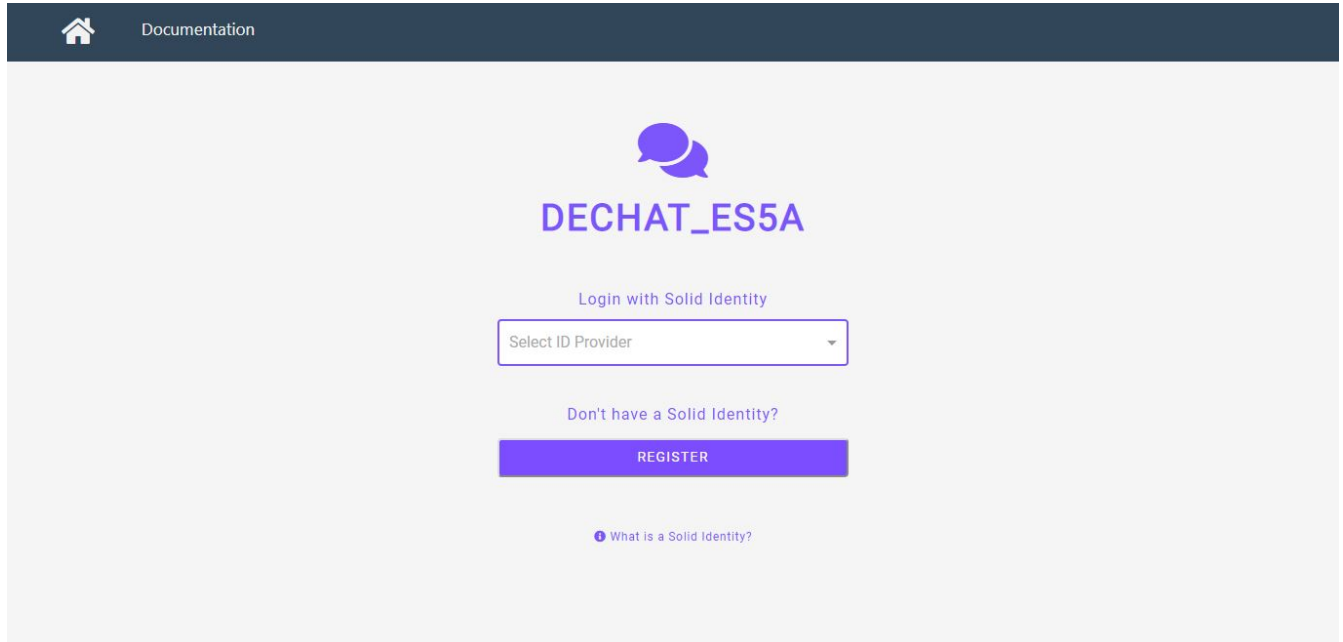 Documentation
DECHAT_ES5A
Login with Solid Identity
Select ID Provider
Don't have a Solid Identity?
REGISTER
What is a Solid Identity?